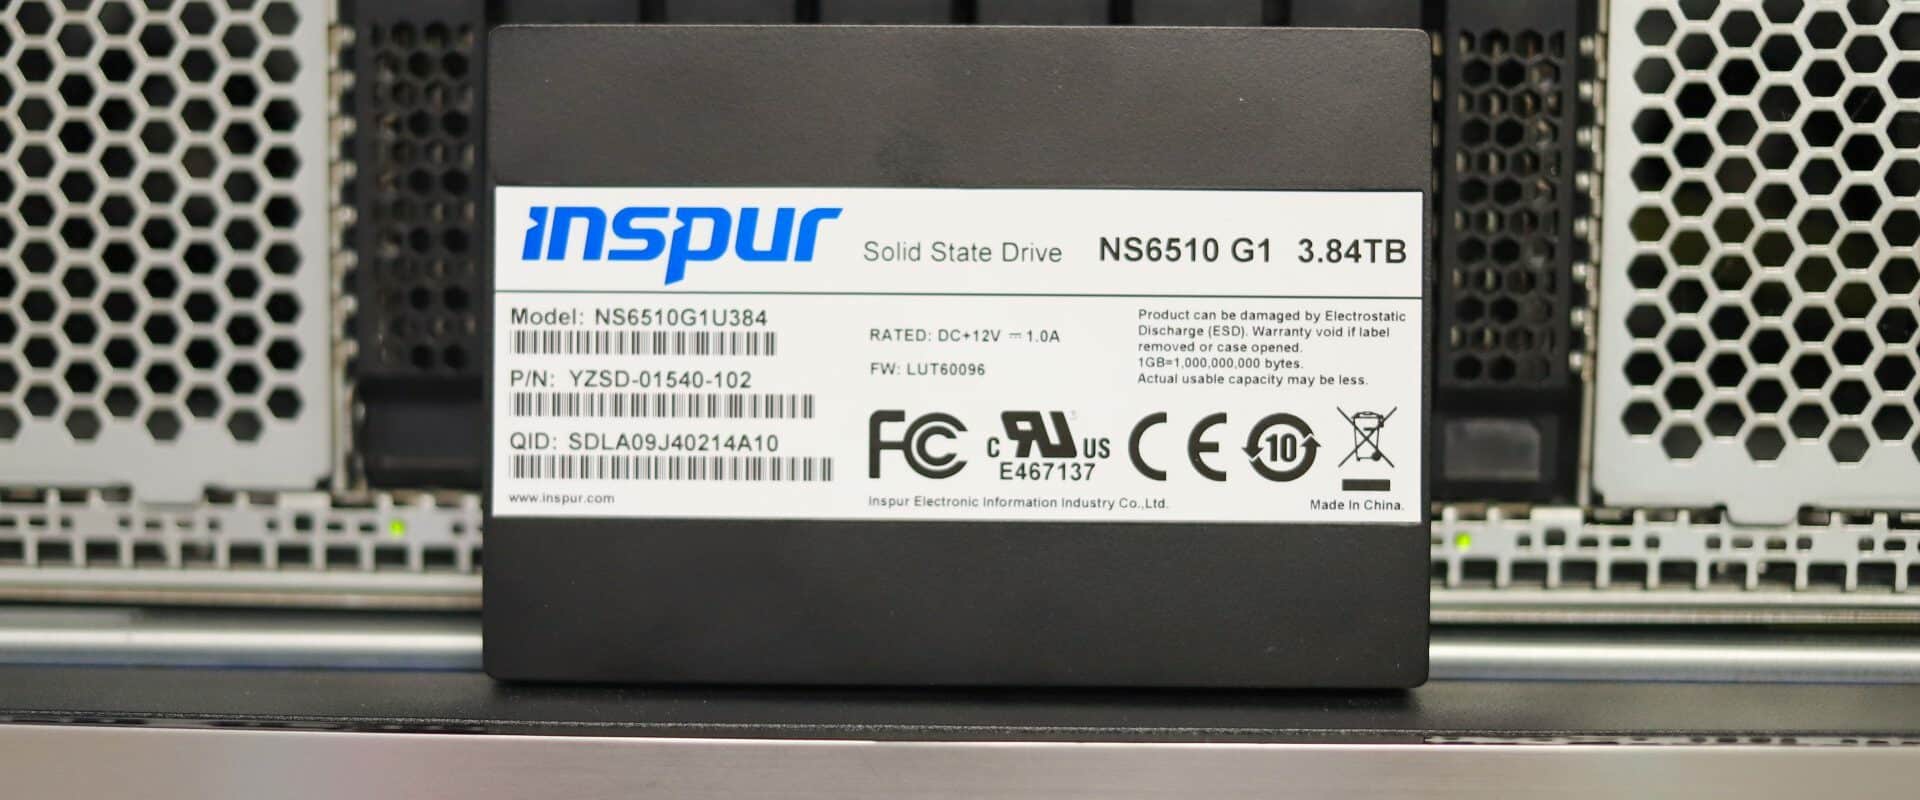 inspur Solid State Drive NS6510 G1 3.84TB
Model: NS6510G1U384
P/N: YZSD-01540-102
QID: SDLA09J40214A10
www.inspur.com
RATED: DC+12V ⎓ 1.0A
FW: LUT60096
FC c RU US CE 10
E467137
Inspur Electronic Information Industry Co.,Ltd.
Product can be damaged by Electrostatic
Discharge (ESD). Warranty void if label
removed or case opened.
1GB=1,000,000,000 bytes.
Actual usable capacity may be less.
Made In China.